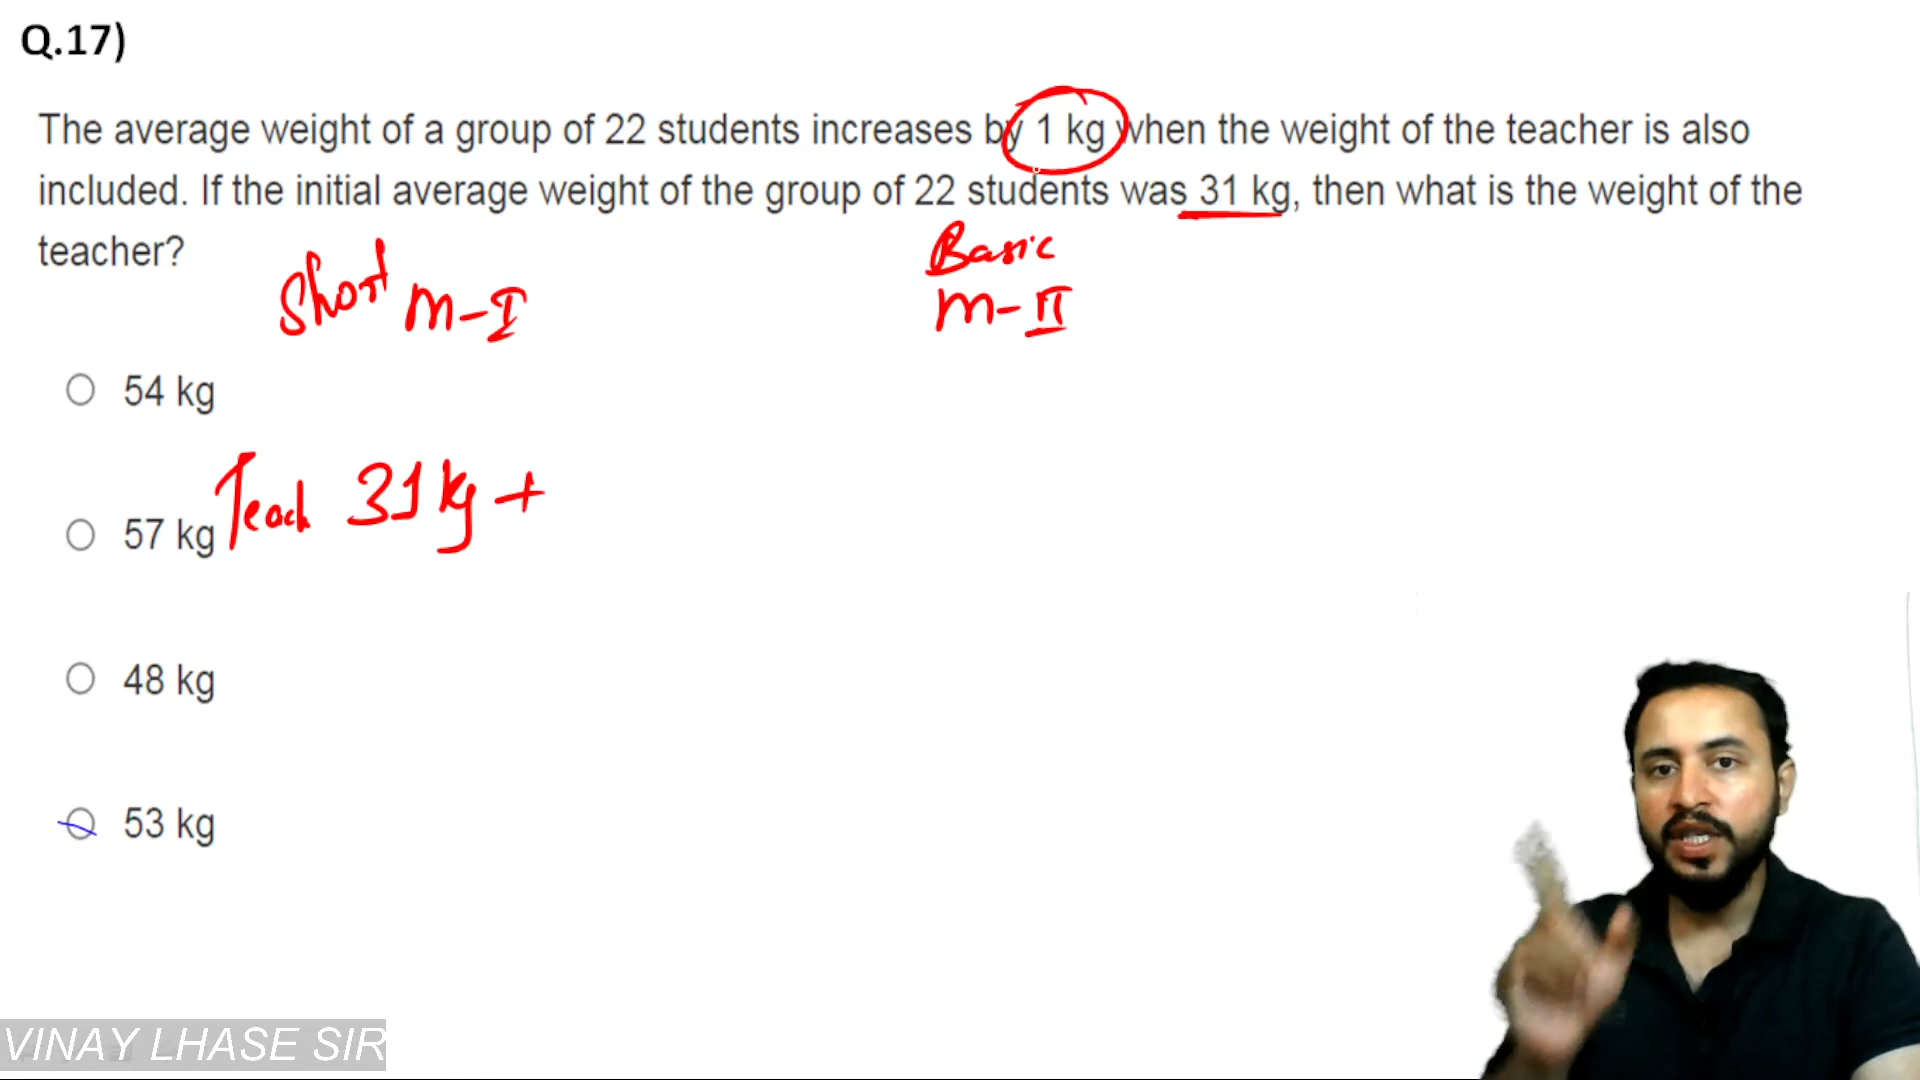 Q.17)
The average weight of a group of 22 students increases by 1 kg when the weight of the teacher is also
included. If the initial average weight of the group of 22 students was 31 kg, then what is the weight of the
teacher?
Short M-I
Basic
M-II
54 kg
Teach 31 kg +
57 kg
48 kg
53 kg
VINAY LHASE SIR